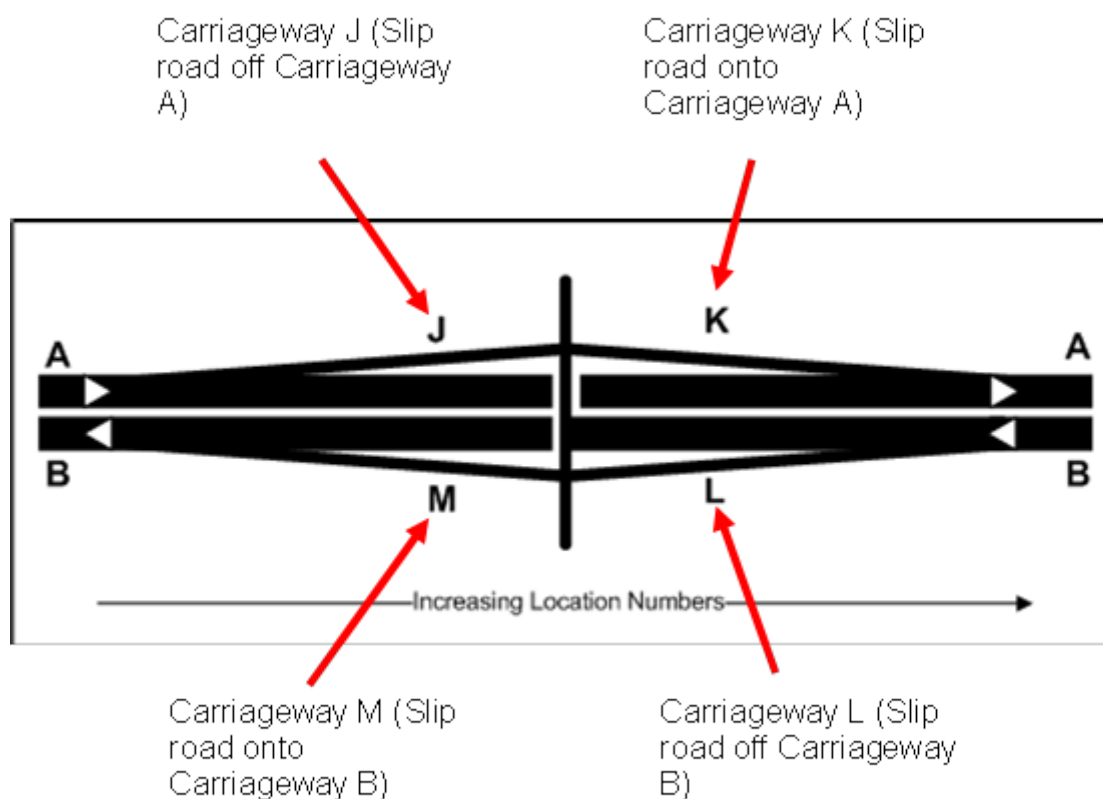 Carriageway J (Slip
road off Carriageway
A)
Carriageway K (Slip
road onto
Carriageway A)
J
K
A
A
B
B
M
L
Increasing Location Numbers
Carriageway M (Slip
road onto
Carriageway B)
Carriageway L (Slip
road off Carriageway
B)